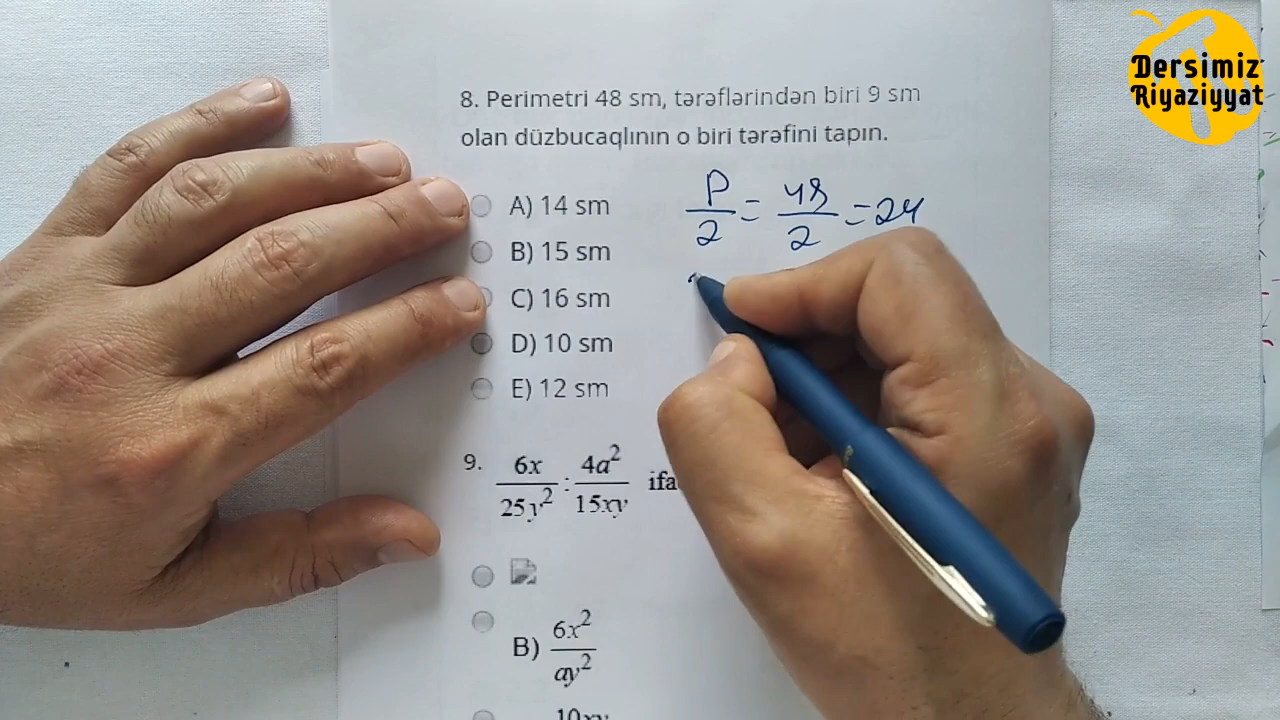 Dersimiz
Riyaziyyat
8. Perimetri 48 sm, tərəflərindən biri 9 sm
olan düzbucaqlının o biri tərəfini tapın.
P/2 = 48/2 = 24
A) 14 sm
B) 15 sm
C) 16 sm
D) 10 sm
E) 12 sm
9. 6x/25y² : 4a²/15xy
B) 6x²/ay²
10xy